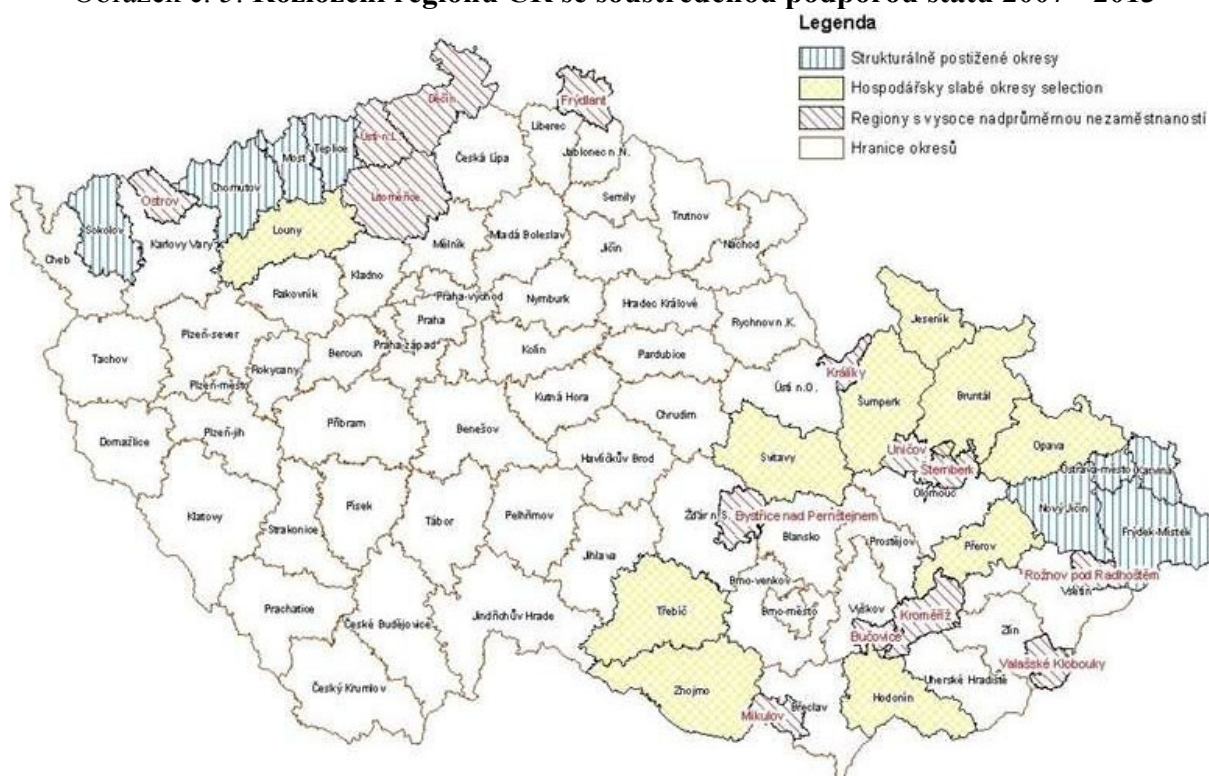 Obrázek č. 3: Rozložení regionů ČR se soustředěnou podporou státu 2007 - 2013
Legenda
Strukturálně postižené okresy
Hospodářsky slabé okresy selection
Regiony s vysoce nadprůměrnou nezaměstnaností
Hranice okresů
Děčín
Frýdlant
Ústí n.L.
Liberec
Teplice
Most
Jablonec n.N.
Česká Lípa
Chomutov
Litoměřice
Semily
Ostrov
Trutnov
Sokolov
Louny
Mladá Boleslav
Karlovy Vary
Mělník
Jičín
Náchod
Cheb
Kladno
Rakovník
Praha-východ
Nymburk
Hradec Králové
Jeseník
Praha
Rychnov n.K.
Plzeň-sever
Praha-západ
Kolín
Beroun
Pardubice
Tachov
Rokycany
Králíky
Plzeň-město
Ústí n.O.
Bruntál
Kutná Hora
Šumperk
Chrudim
Příbram
Benešov
Plzeň-jih
Domažlice
Opava
Uničov
Havlíčkův Brod
Svitavy
Šternberk
Ostrava-město
Karviná
Olomouc
Písek
Nový Jičín
Klatovy
Pelhřimov
Žďár n.S.
Bystřice nad Pernštejnem
Tábor
Strakonice
Frýdek-Místek
Blansko
Prostějov
Přerov
Jihlava
Rožnov pod Radhoštěm
Brno-venkov
Vsetín
Prachatice
Třebíč
Brno-město
Vyškov
Kroměříž
Jindřichův Hrade
České Budějovice
Bučovice
Zlín
Valašské Klobouky
Uherské Hradiště
Český Krumlov
Znojmo
Hodonín
Břeclav
Mikulov